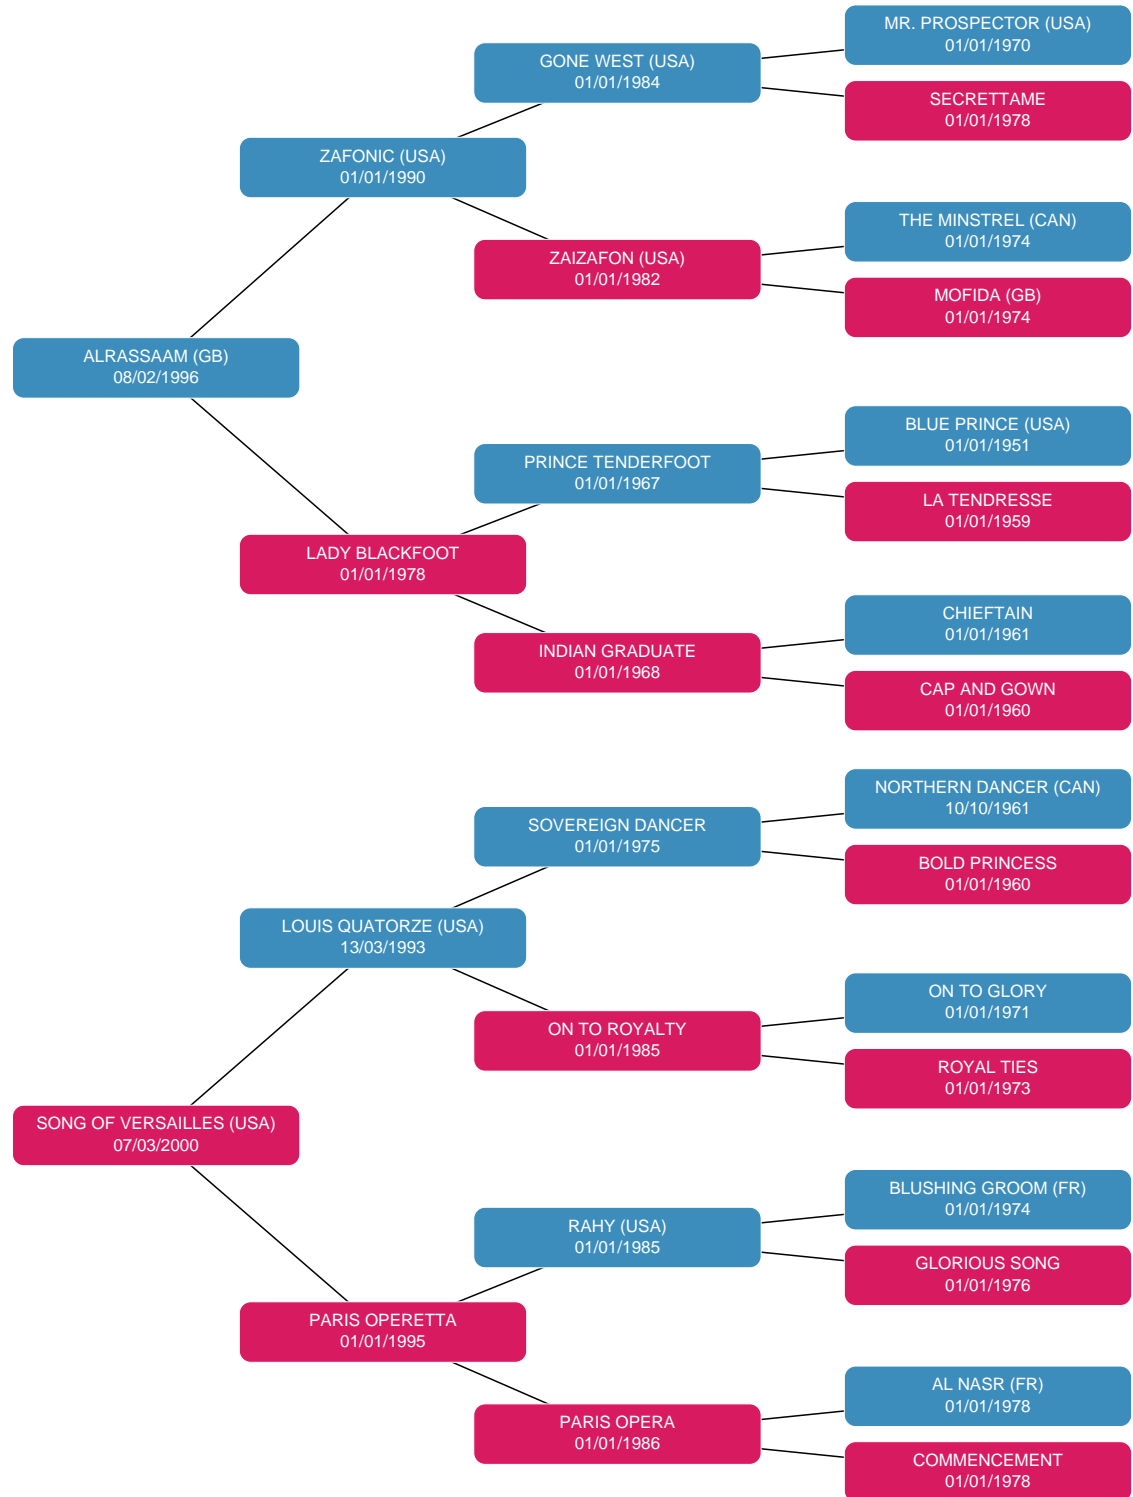 MR. PROSPECTOR (USA)
01/01/1970
GONE WEST (USA)
01/01/1984
SECRETTAME
01/01/1978
ZAFONIC (USA)
01/01/1990
THE MINSTREL (CAN)
01/01/1974
ZAIZAFON (USA)
01/01/1982
MOFIDA (GB)
01/01/1974
ALRASSAAM (GB)
08/02/1996
BLUE PRINCE (USA)
01/01/1951
PRINCE TENDERFOOT
01/01/1967
LA TENDRESSE
01/01/1959
LADY BLACKFOOT
01/01/1978
CHIEFTAIN
01/01/1961
INDIAN GRADUATE
01/01/1968
CAP AND GOWN
01/01/1960
NORTHERN DANCER (CAN)
10/10/1961
SOVEREIGN DANCER
01/01/1975
BOLD PRINCESS
01/01/1960
LOUIS QUATORZE (USA)
13/03/1993
ON TO GLORY
01/01/1971
ON TO ROYALTY
01/01/1985
ROYAL TIES
01/01/1973
SONG OF VERSAILLES (USA)
07/03/2000
BLUSHING GROOM (FR)
01/01/1974
RAHY (USA)
01/01/1985
GLORIOUS SONG
01/01/1976
PARIS OPERETTA
01/01/1995
AL NASR (FR)
01/01/1978
PARIS OPERA
01/01/1986
COMMENCEMENT
01/01/1978